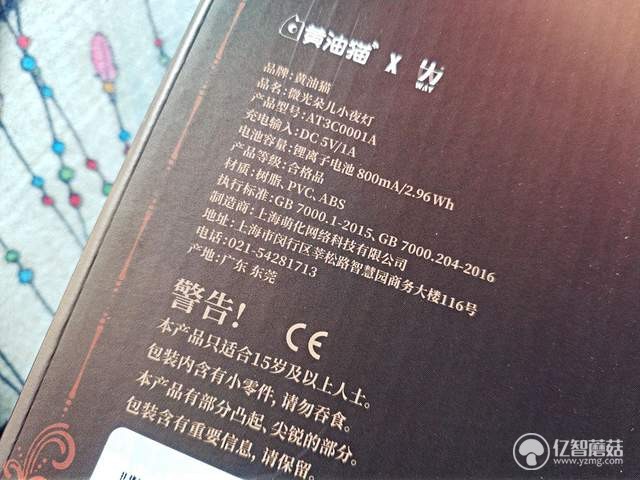 黄油猫 X WAY
品牌:黄油猫
品名:微光朵儿小夜灯
产品型号:AT3C0001A
充电输入:DC 5V/1A
电池容量:锂离子电池 800mA/2.96Wh
产品等级:合格品
材质:树脂、PVC、ABS
执行标准:GB 7000.1-2015、GB 7000.204-2016
制造商:上海萌化网络科技有限公司
地址:上海市闵行区莘松路智慧园商务大楼116号
电话:021-54281713
产地:广东 东莞
警告!
CE
本产品只适合15岁及以上人士。
包装内含有小零件,请勿吞食。
本产品有部分凸起,尖锐的部分。
包装含有重要信息,请保留。
亿智蘑菇
www.yzmg.com